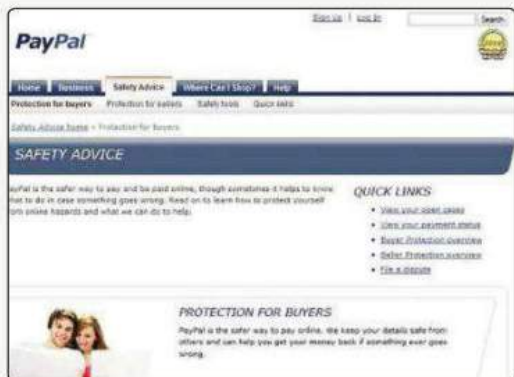 Sign Up | Log In
Search
PayPal
Home Business Safety Advice Where Can I Shop? Help
Protection for buyers Protection for sellers Safety tools Quick links
Safety Advice home > Protection for Buyers
SAFETY ADVICE
ayPal is the safer way to pay and be paid online, though sometimes it helps to know
hat to do in case something goes wrong. Read on to learn how to protect yourself
rom online hazards and what we can do to help.
QUICK LINKS
View your open cases
View your payment status
Buyer Protection overview
Seller Protection overview
File a dispute
PROTECTION FOR BUYERS
PayPal is the safer way to pay online. We keep your details safe from
others and can help you get your money back if something ever goes
wrong.